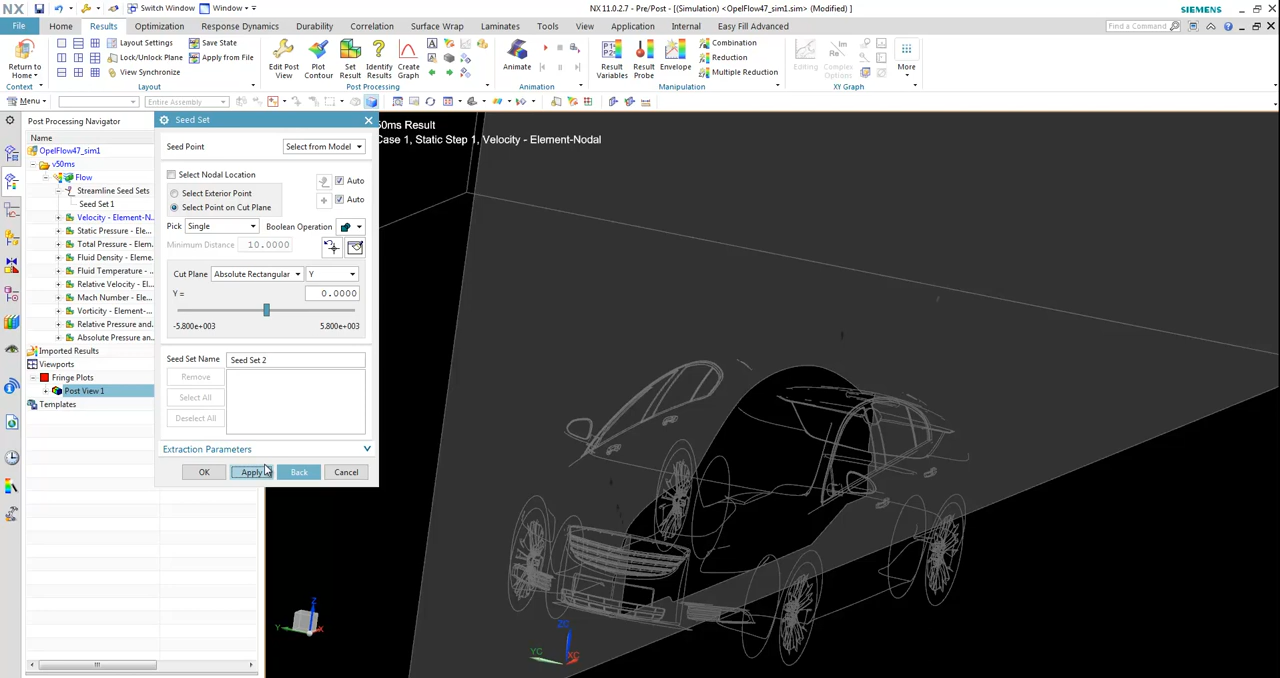 NX
Switch Window
Window
NX 11.0.2.7 - Pre/Post - [(Simulation) <OpelFlow47_sim1.sim> (Modified) ]
SIEMENS
File
Home
Results
Optimization
Response Dynamics
Durability
Correlation
Surface Wrap
Laminates
Tools
View
Application
Internal
Easy Fill Advanced
Find a Command
Return to Home
Layout Settings
Lock/Unlock Plane
View Synchronize
Save State
Apply from File
Edit Post View
Plot Contour
Set Result
Identify Results
Create Graph
Animate
Result Variables
Result Probe
Envelope
Combination
Reduction
Multiple Reduction
Editing
Complex Options
More
Context
Layout
Post Processing
Animation
Manipulation
XY Graph
Menu
Entire Assembly
Post Processing Navigator
Name
OpelFlow47_sim1
v50ms
Flow
Streamline Seed Sets
Seed Set 1
Velocity - Element-N...
Static Pressure - Ele...
Total Pressure - Elem...
Fluid Density - Elem...
Fluid Temperature - ...
Relative Velocity - El...
Mach Number - Ele...
Vorticity - Element-...
Relative Pressure and...
Absolute Pressure an...
Imported Results
Viewports
Fringe Plots
Post View 1
Templates
Seed Set
Seed Point
Select from Model
Select Nodal Location
Select Exterior Point
Auto
Select Point on Cut Plane
Auto
Pick Single
Boolean Operation
Minimum Distance 10.0000
Cut Plane Absolute Rectangular Y
Y = 0.0000
-5.800e+003 5.800e+003
Seed Set Name Seed Set 2
Remove
Select All
Deselect All
Extraction Parameters
OK Apply Back Cancel
50ms Result
Case 1, Static Step 1, Velocity - Element-Nodal
Z
Y
X
ZC
YC
XC